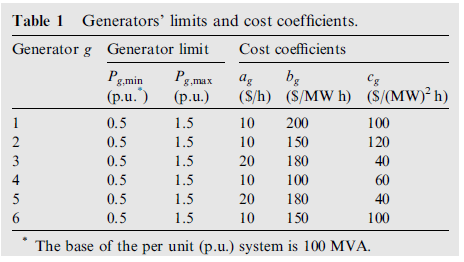 Table 1 Generators' limits and cost coefficients.
Generator g Generator limit Cost coefficients
P_g,min P_g,max a_g b_g c_g
(p.u.*) (p.u.) ($/h) ($/MW h) ($/(MW)² h)
1 0.5 1.5 10 200 100
2 0.5 1.5 10 150 120
3 0.5 1.5 20 180 40
4 0.5 1.5 10 100 60
5 0.5 1.5 20 180 40
6 0.5 1.5 10 150 100
* The base of the per unit (p.u.) system is 100 MVA.